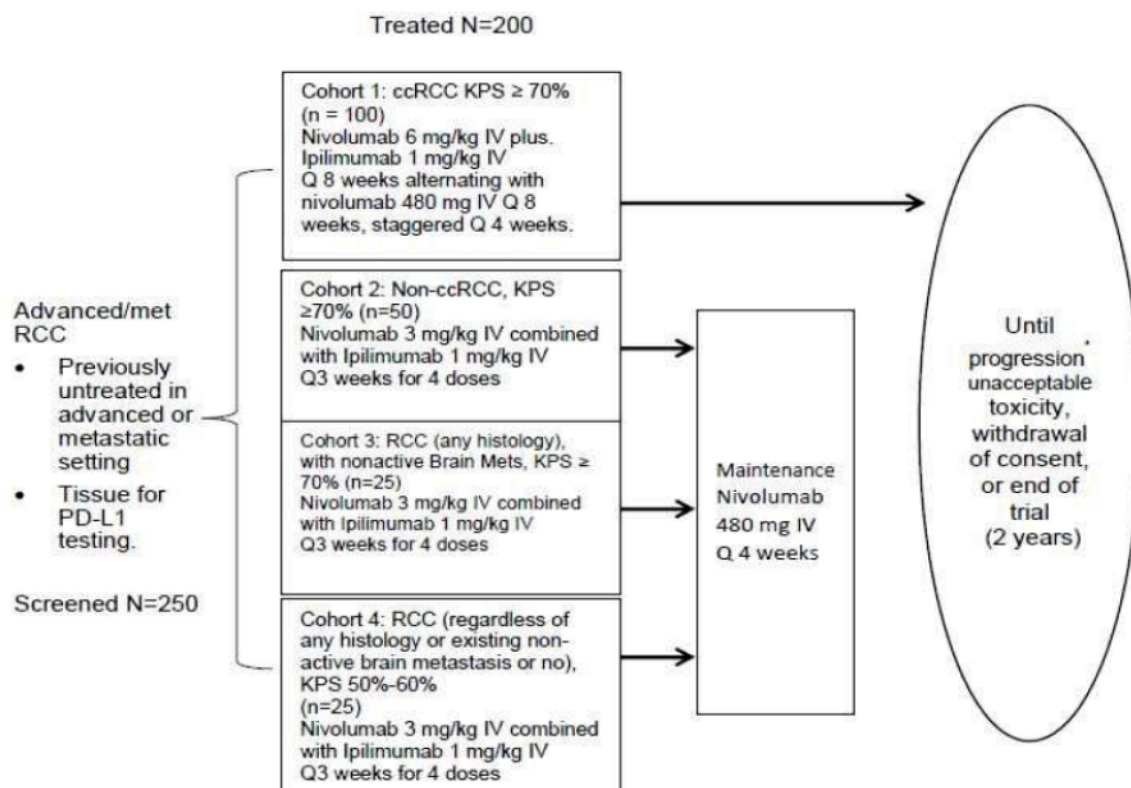 Treated N=200
Advanced/met
RCC
• Previously
untreated in
advanced or
metastatic
setting
• Tissue for
PD-L1
testing.
Screened N=250
Cohort 1: ccRCC KPS ≥ 70%
(n = 100)
Nivolumab 6 mg/kg IV plus.
Ipilimumab 1 mg/kg IV
Q 8 weeks alternating with
nivolumab 480 mg IV Q 8
weeks, staggered Q 4 weeks.
Cohort 2: Non-ccRCC, KPS
≥70% (n=50)
Nivolumab 3 mg/kg IV combined
with Ipilimumab 1 mg/kg IV
Q3 weeks for 4 doses
Cohort 3: RCC (any histology),
with nonactive Brain Mets, KPS ≥
70% (n=25)
Nivolumab 3 mg/kg IV combined
with Ipilimumab 1 mg/kg IV
Q3 weeks for 4 doses
Cohort 4: RCC (regardless of
any histology or existing non-
active brain metastasis or no),
KPS 50%-60%
(n=25)
Nivolumab 3 mg/kg IV combined
with Ipilimumab 1 mg/kg IV
Q3 weeks for 4 doses
Maintenance
Nivolumab
480 mg IV
Q 4 weeks
Until
progression,
unacceptable
toxicity,
withdrawal
of consent,
or end of
trial
(2 years)